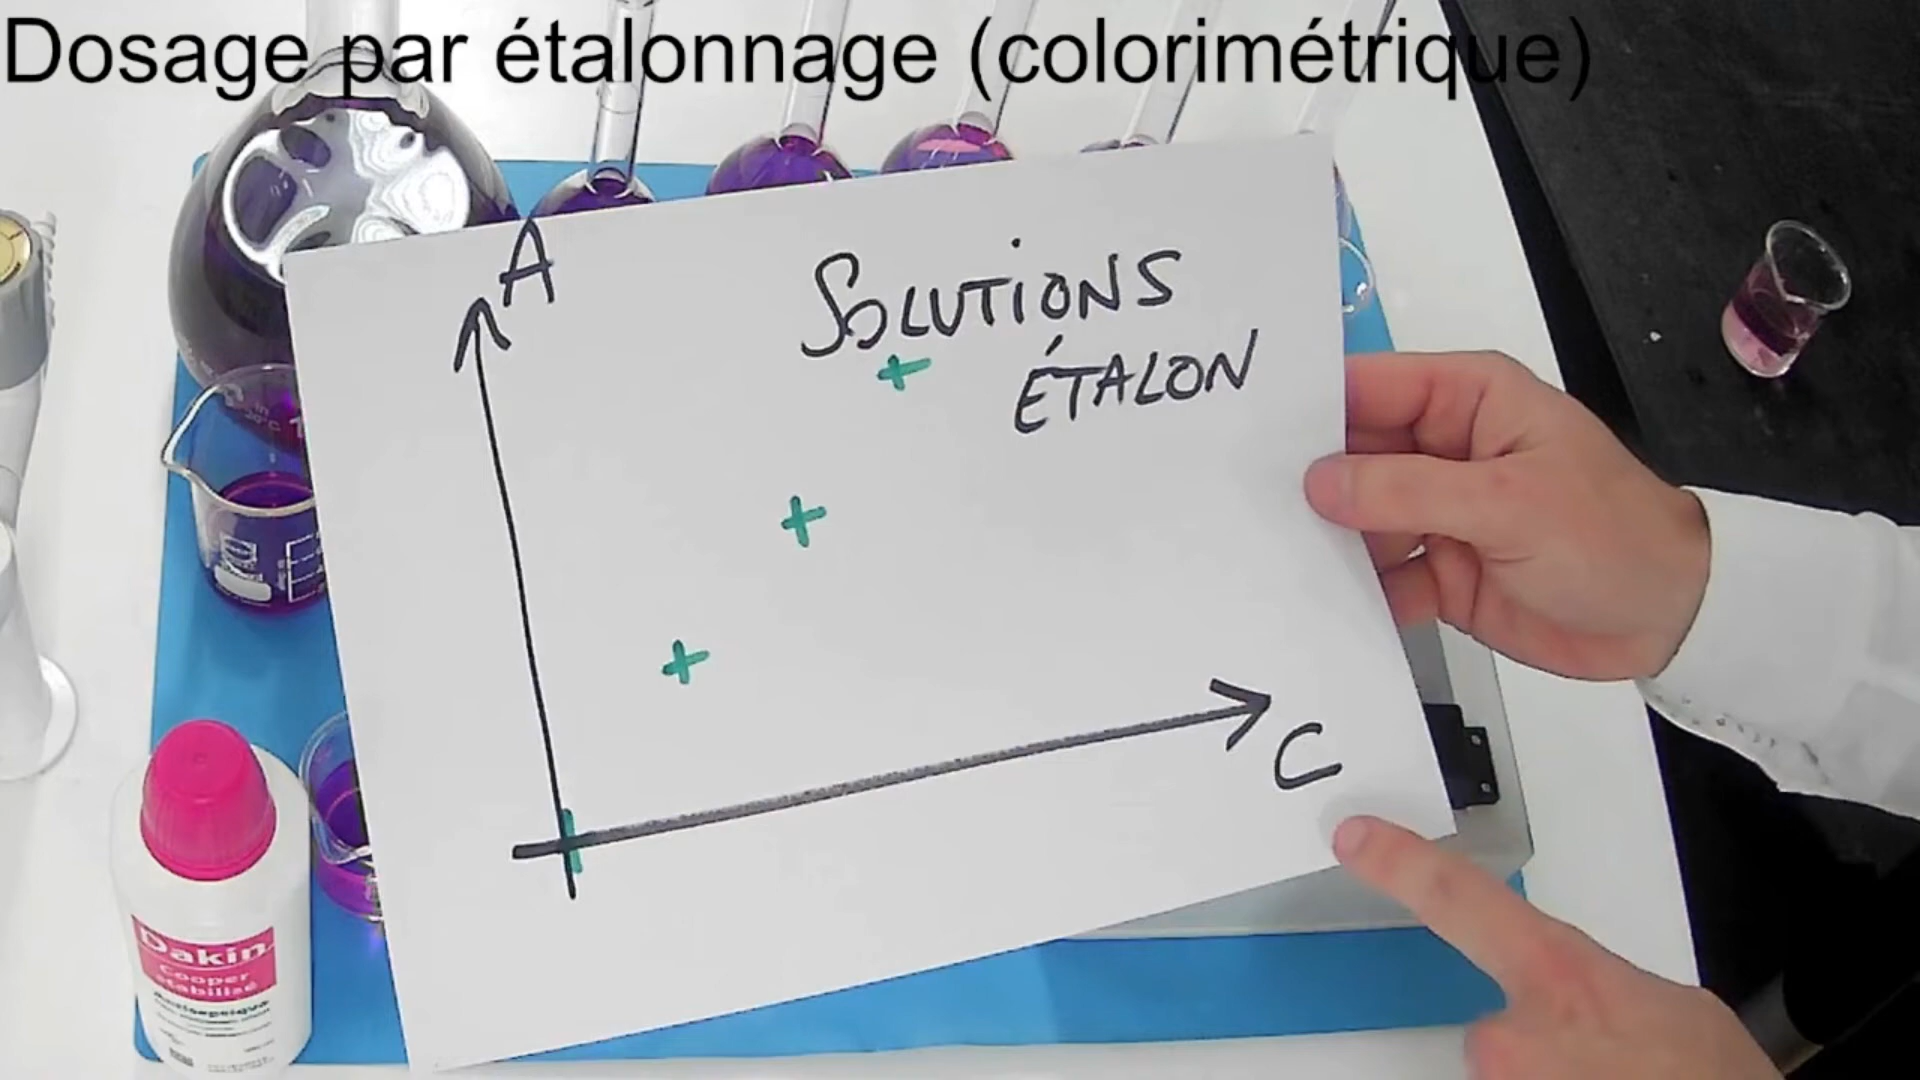 Dosage par étalonnage (colorimétrique)
A
SOLUTIONS
ÉTALON
C
Dakin
Cooper
stabilisé